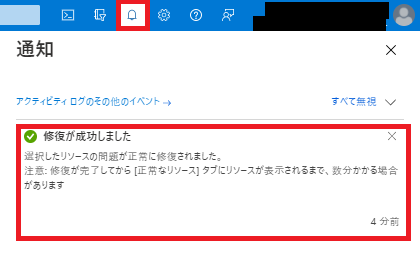 通知
アクティビティ ログのその他のイベント →
すべて無視
修復が成功しました
選択したリソースの問題が正常に修復されました。
注意: 修復が完了してから [正常なリソース] タブにリソースが表示されるまで、数分かかる場合
があります
4 分前